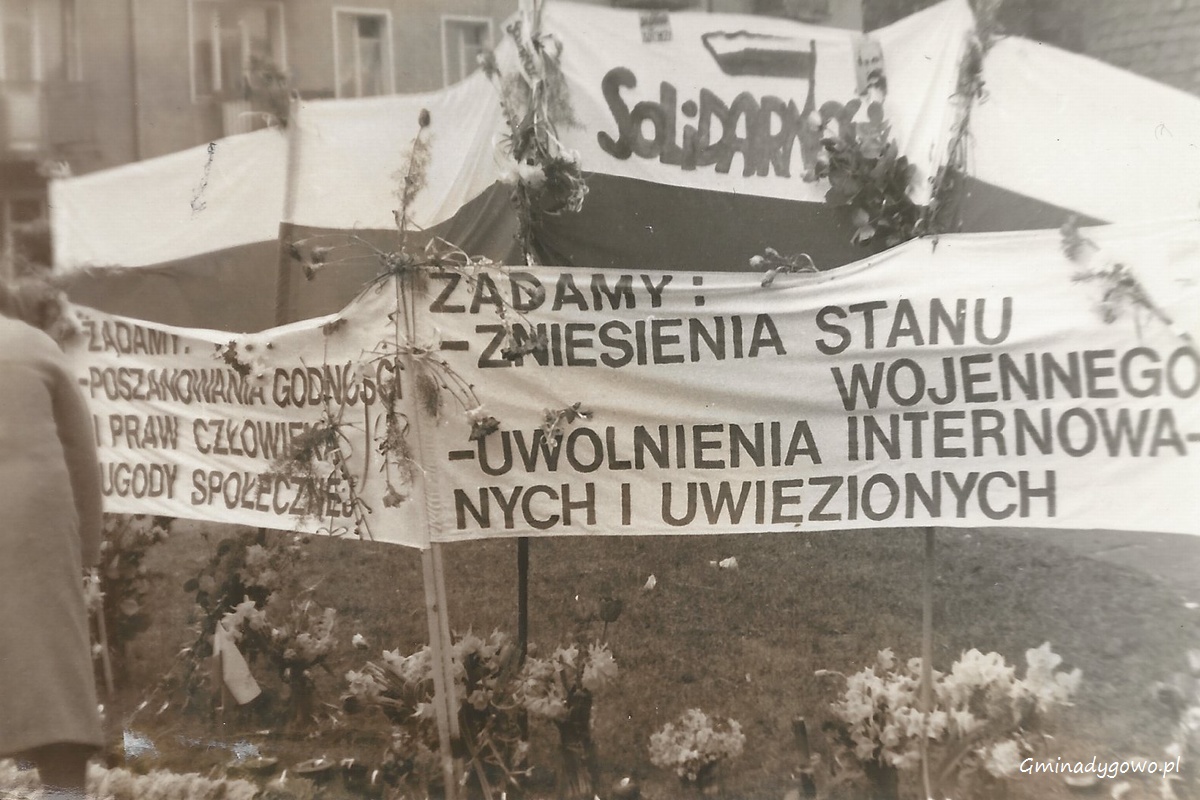 SOLIDARNOŚĆ
ŻĄDAMY:
-POSZANOWANIA GODNOŚCI
I PRAW CZŁOWIEKA
UGODY SPOŁECZNEJ
ŻĄDAMY:
-ZNIESIENIA STANU
WOJENNEGO
-UWOLNIENIA INTERNOWA-
NYCH I UWIĘZIONYCH
Gminadygowo.pl